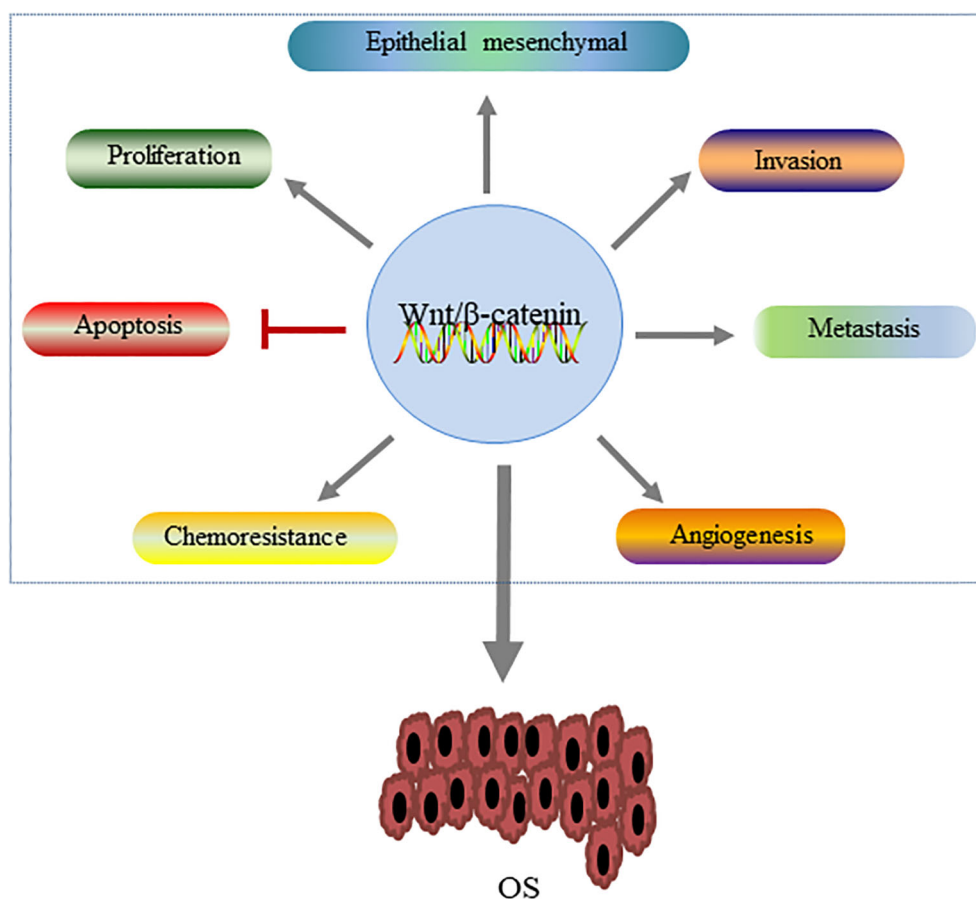 Epithelial mesenchymal
Proliferation
Invasion
Wnt/β-catenin
Apoptosis
Metastasis
Chemoresistance
Angiogenesis
OS